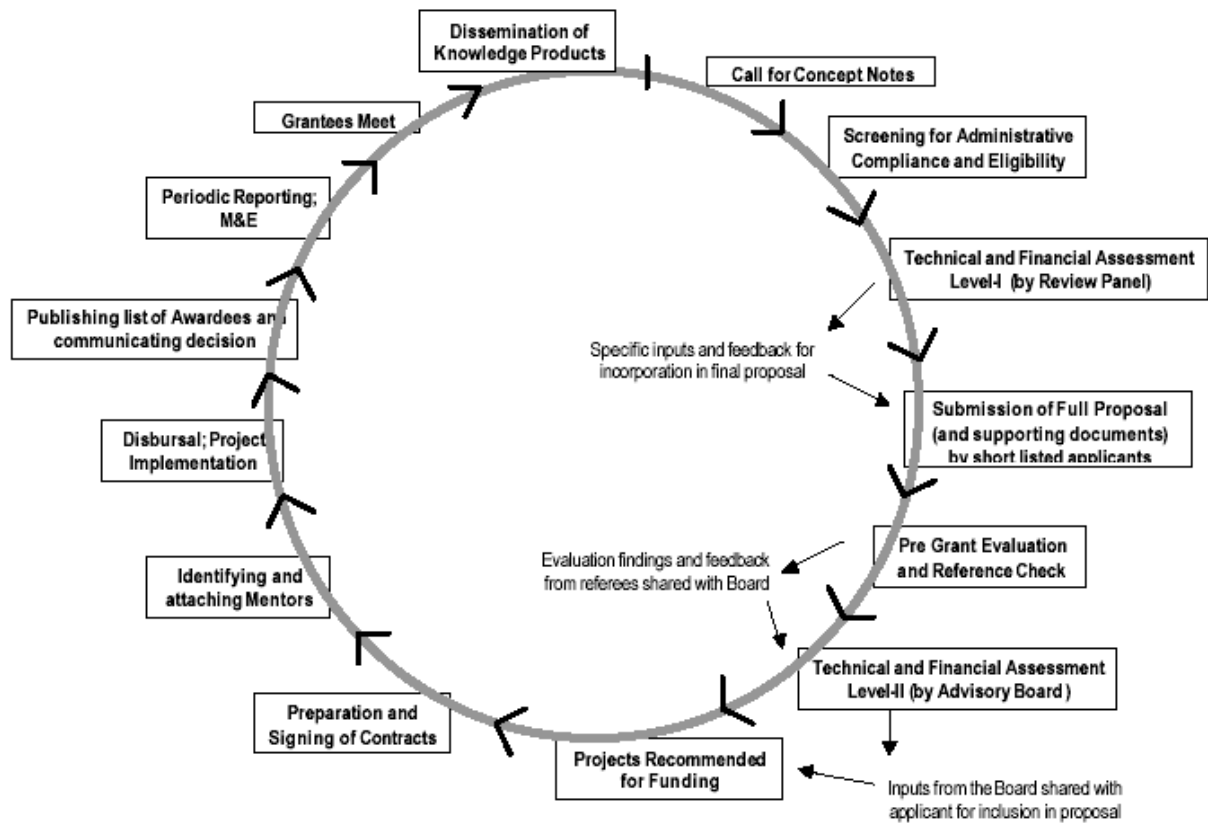 Dissemination of
Knowledge Products
Call for Concept Notes
Screening for Administrative
Compliance and Eligibility
Technical and Financial Assessment
Level-I (by Review Panel)
Specific inputs and feedback for
incorporation in final proposal
Submission of Full Proposal
(and supporting documents)
by short listed applicants
Pre Grant Evaluation
and Reference Check
Evaluation findings and feedback
from referees shared with Board
Technical and Financial Assessment
Level-II (by Advisory Board )
Inputs from the Board shared with
applicant for inclusion in proposal
Projects Recommended
for Funding
Preparation and
Signing of Contracts
Identifying and
attaching Mentors
Disbursal; Project
Implementation
Publishing list of Awardees and
communicating decision
Periodic Reporting;
M&E
Grantees Meet